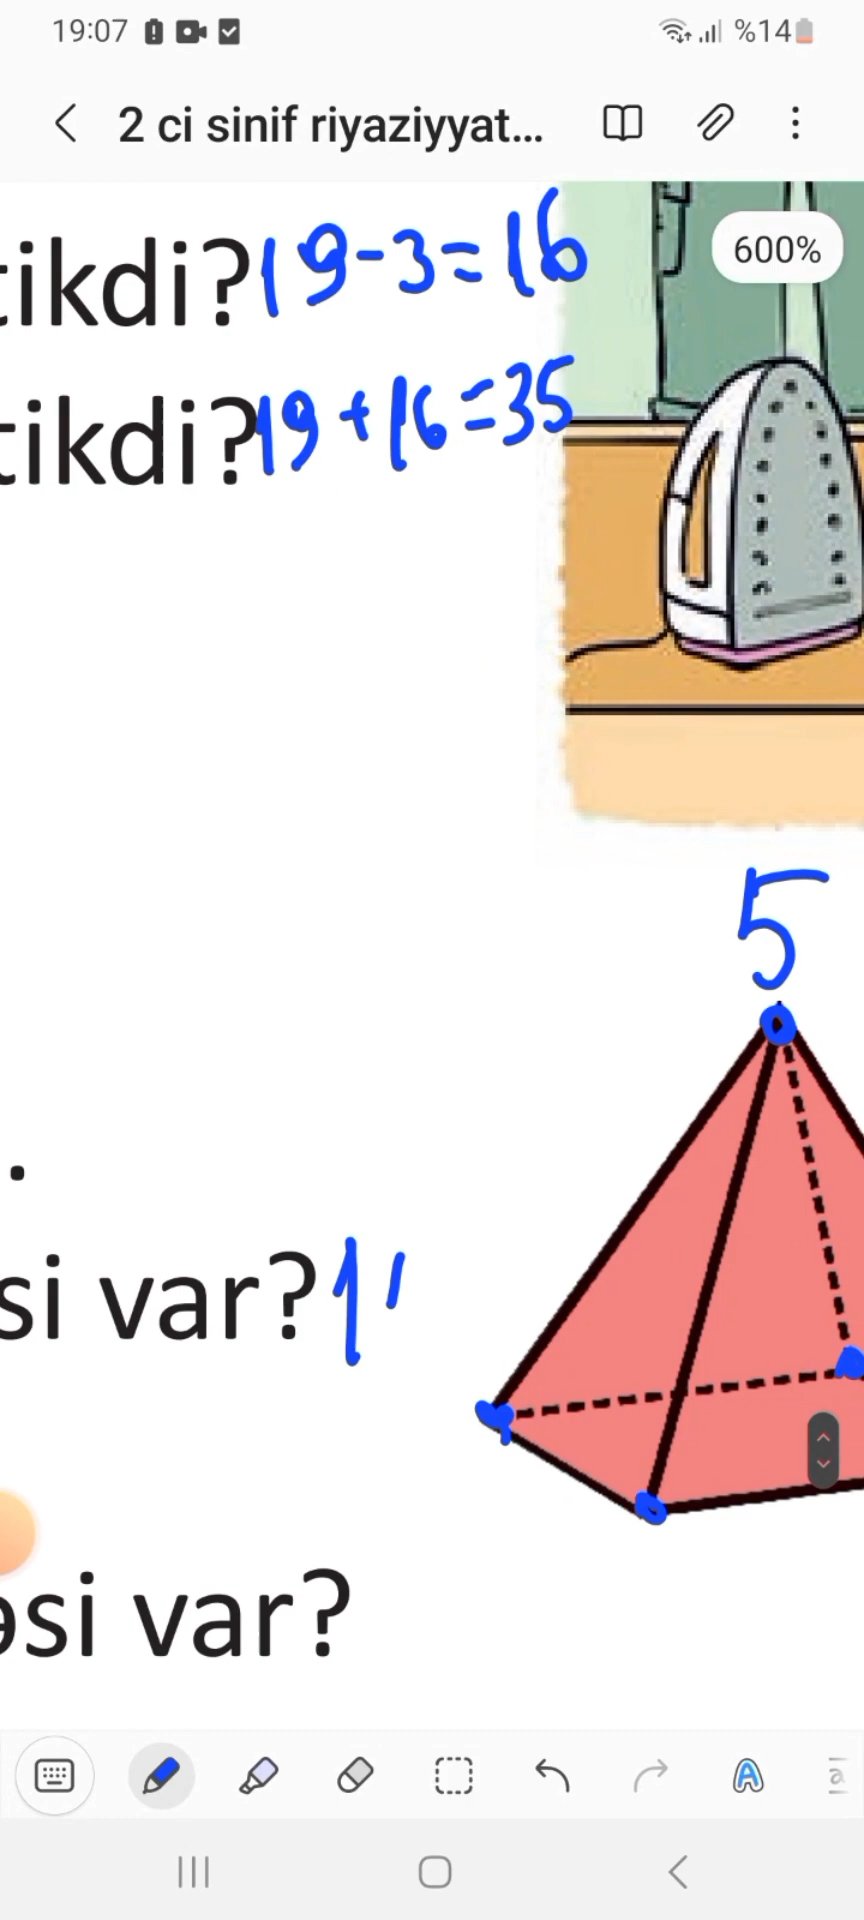 19:07 %14
2 ci sinif riyaziyyat...
600%
tikdi? 19-3=16
tikdi? 19+16=35
5
.
si var?
əsi var?
A a